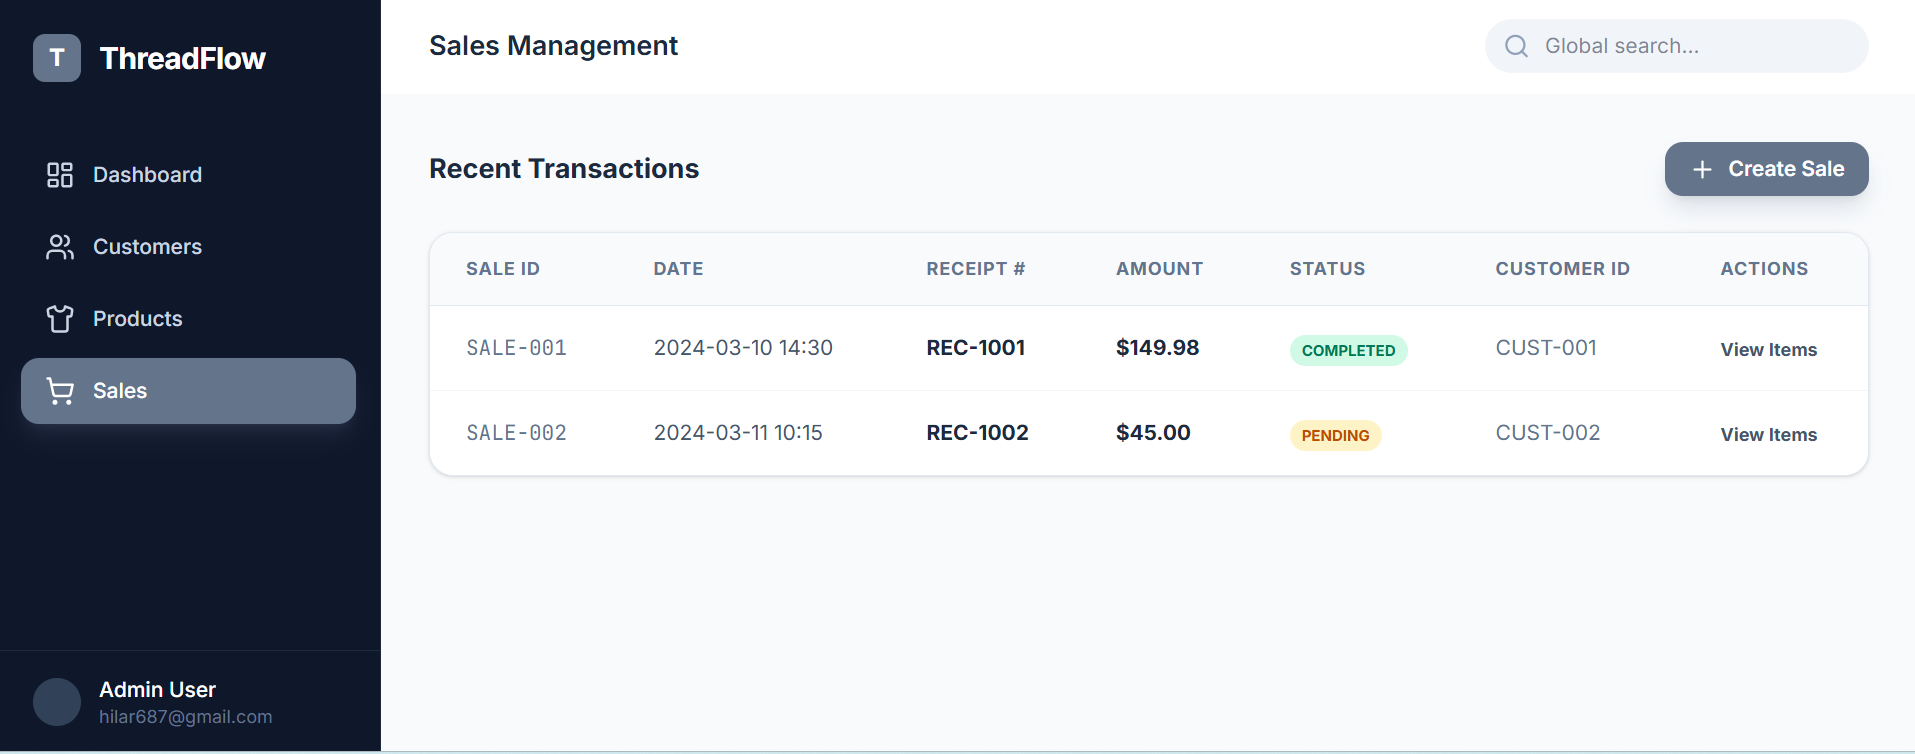 T ThreadFlow
Dashboard
Customers
Products
Sales
Admin User
hilar687@gmail.com
Sales Management
Global search...
Recent Transactions
Create Sale
SALE ID DATE RECEIPT # AMOUNT STATUS CUSTOMER ID ACTIONS
SALE-001 2024-03-10 14:30 REC-1001 $149.98 COMPLETED CUST-001 View Items
SALE-002 2024-03-11 10:15 REC-1002 $45.00 PENDING CUST-002 View Items